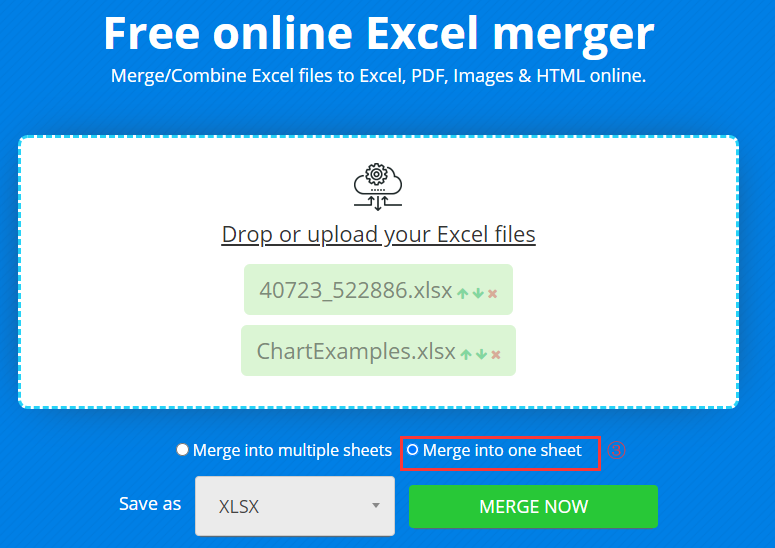 Free online Excel merger
Merge/Combine Excel files to Excel, PDF, Images & HTML online.
Drop or upload your Excel files
40723_522886.xlsx
ChartExamples.xlsx
Merge into multiple sheets Merge into one sheet ③
Save as XLSX MERGE NOW